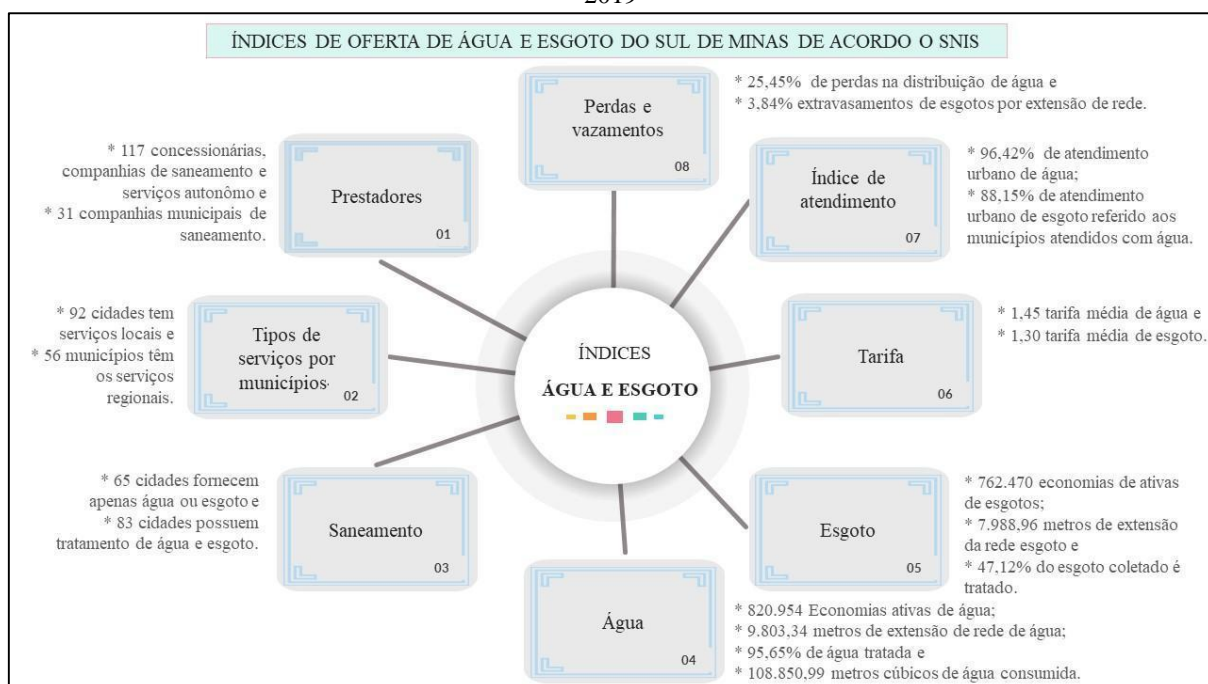 2019
ÍNDICES DE OFERTA DE ÁGUA E ESGOTO DO SUL DE MINAS DE ACORDO O SNIS
* 117 concessionárias,
companhias de saneamento e
serviços autonômo e
* 31 companhias municipais de
saneamento.
Prestadores
01
* 92 cidades tem
serviços locais e
* 56 municípios têm
os serviços
regionais.
Tipos de
serviços por
municípios.
02
* 65 cidades fornecem
apenas água ou esgoto e
* 83 cidades possuem
tratamento de água e esgoto.
Saneamento
03
Água
04
* 820.954 Economias ativas de água;
* 9.803,34 metros de extensão de rede de água;
* 95,65% de água tratada e
* 108.850,99 metros cúbicos de água consumida.
Esgoto
05
* 762.470 economias de ativas
de esgotos;
* 7.988,96 metros de extensão
da rede esgoto e
* 47,12% do esgoto coletado é
tratado.
Tarifa
06
* 1,45 tarifa média de água e
* 1,30 tarifa média de esgoto.
Índice de
atendimento
07
* 96,42% de atendimento
urbano de água;
* 88,15% de atendimento
urbano de esgoto referido aos
municípios atendidos com água.
Perdas e
vazamentos
08
* 25,45% de perdas na distribuição de água e
* 3,84% extravasamentos de esgotos por extensão de rede.
ÍNDICES
ÁGUA E ESGOTO